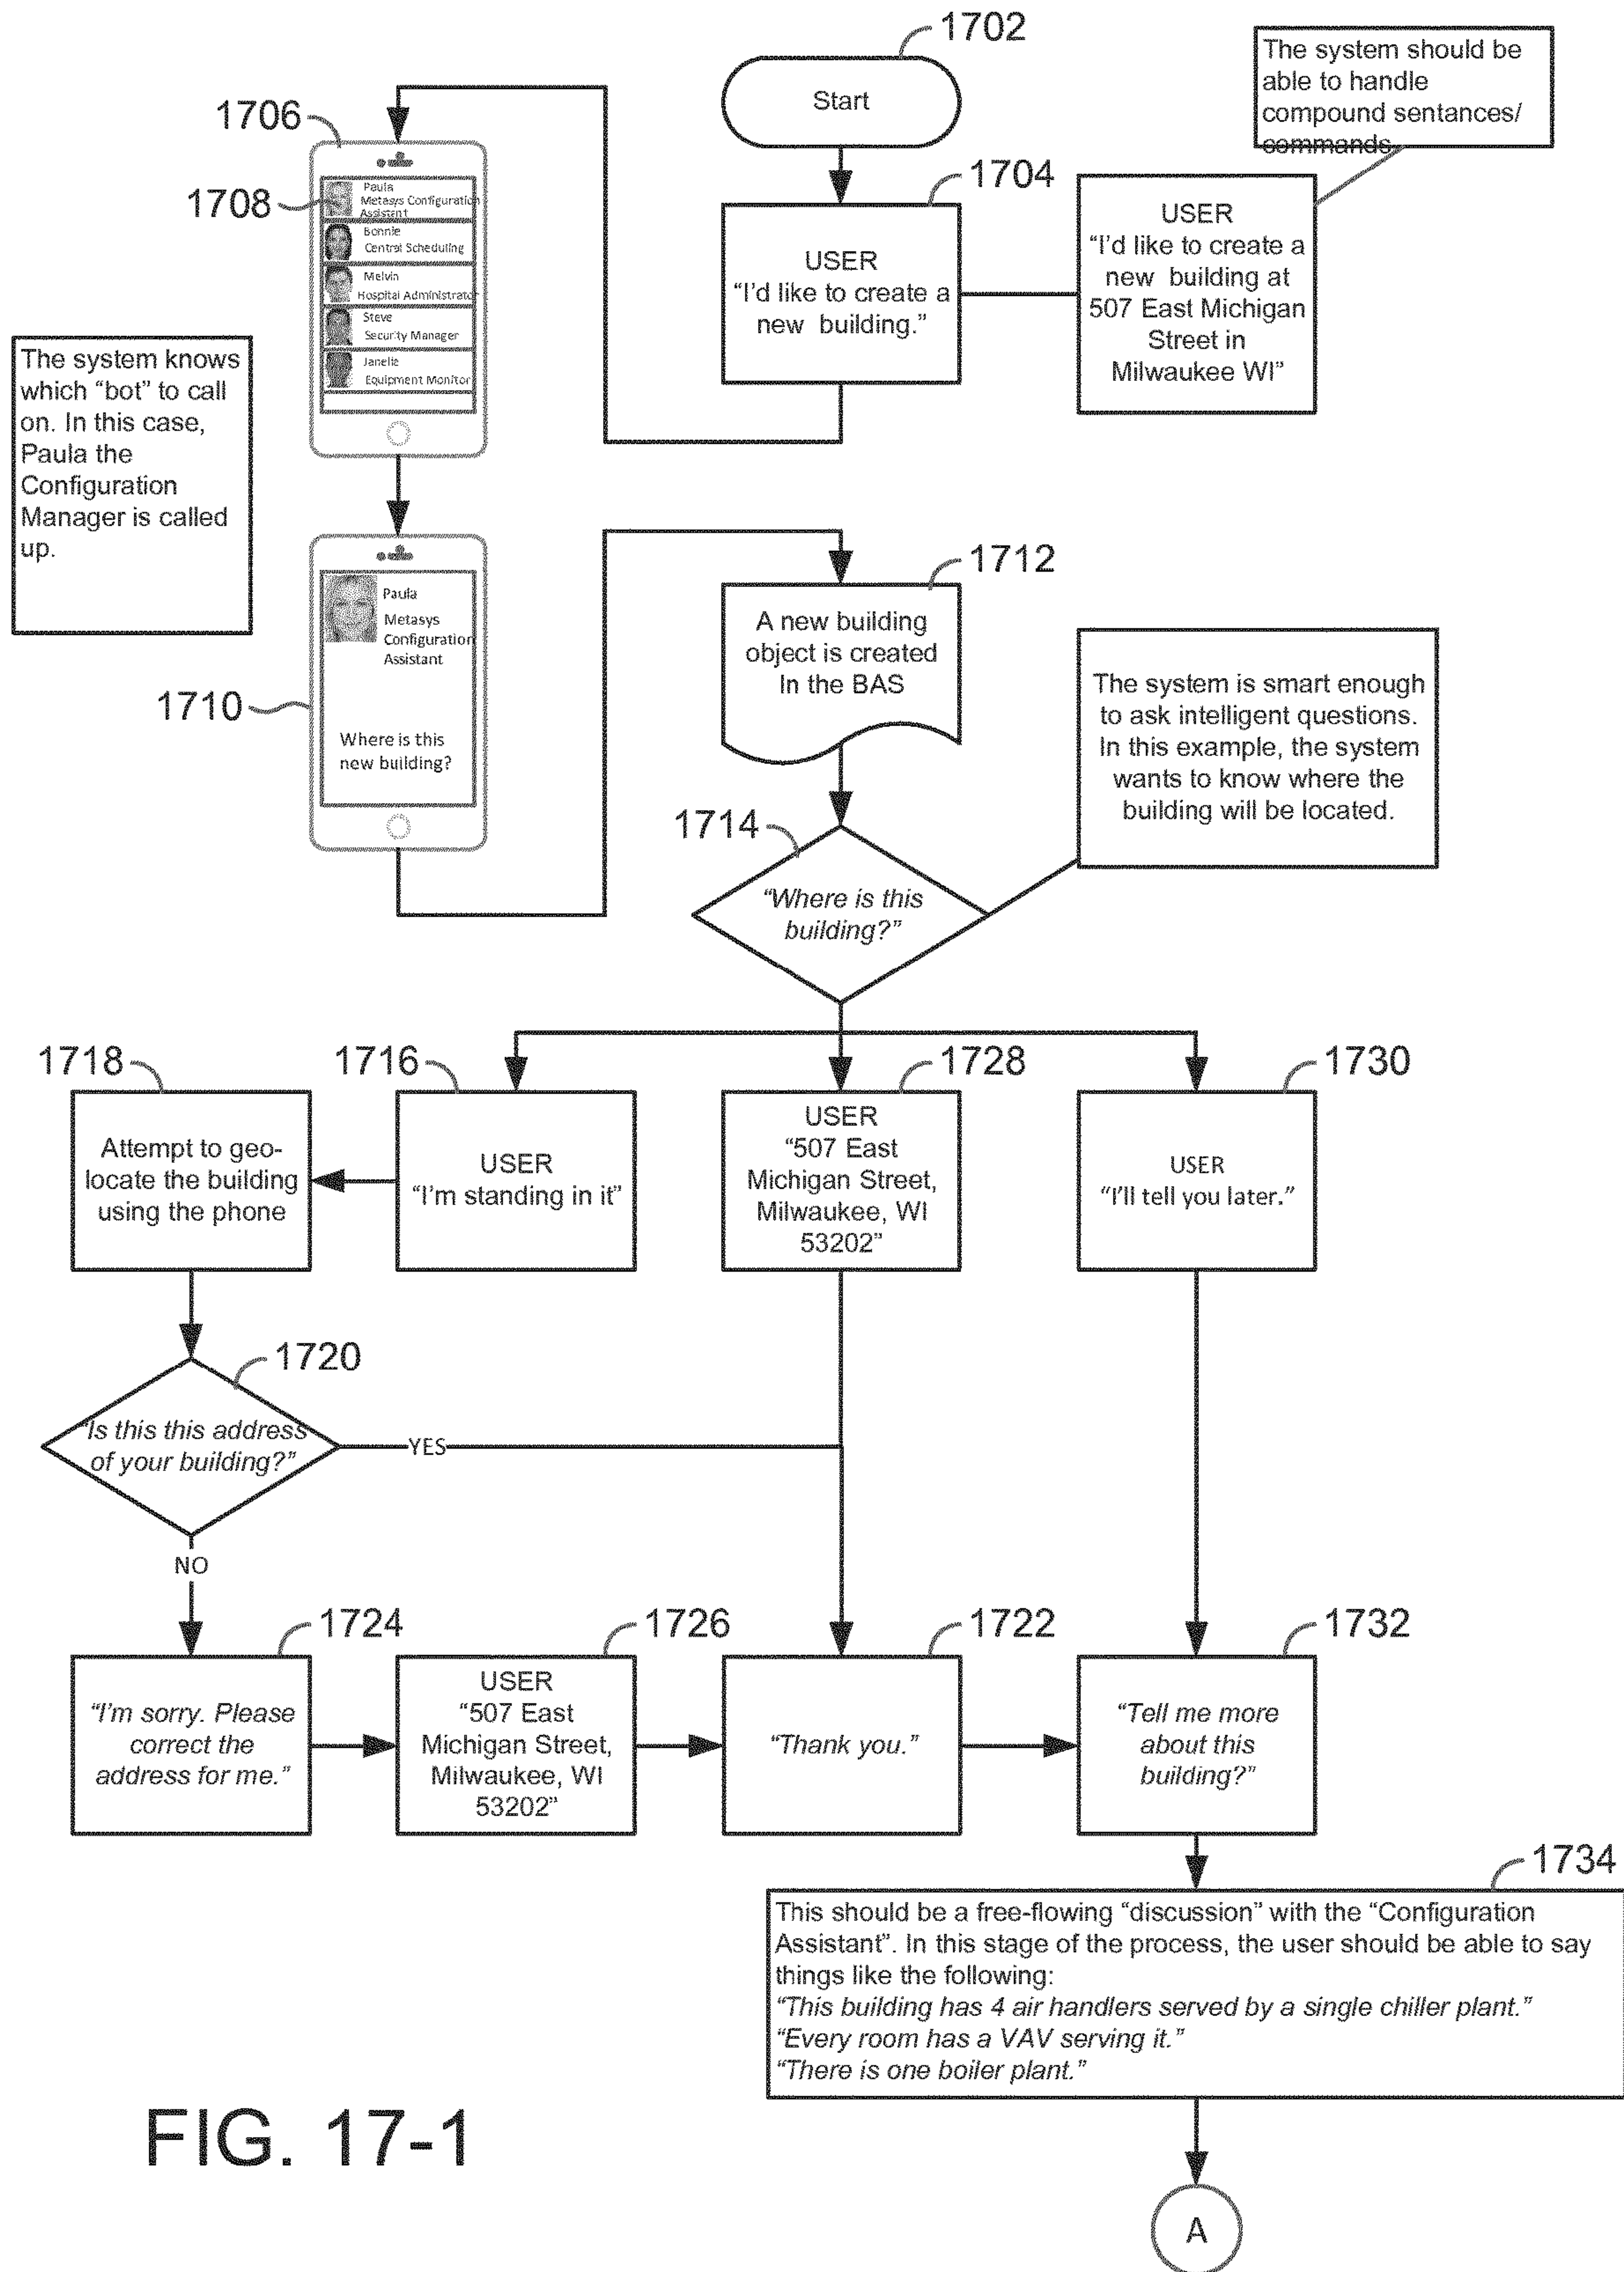 1702
Start
The system should be
able to handle
compound sentances/
commands.
1706
1708
Paula
Metasys Configuration
Assistant
Bonnie
Central Scheduling
Melvin
Hospital Administrator
Steve
Security Manager
Janelle
Equipment Monitor
1704
USER
“I’d like to create a
new building.”
USER
“I’d like to create a
new building at
507 East Michigan
Street in
Milwaukee WI”
The system knows
which “bot” to call
on. In this case,
Paula the
Configuration
Manager is called
up.
1710
Paula
Metasys
Configuration
Assistant
Where is this
new building?
1712
A new building
object is created
In the BAS
The system is smart enough
to ask intelligent questions.
In this example, the system
wants to know where the
building will be located.
1714
“Where is this
building?”
1718
Attempt to geo-
locate the building
using the phone
1716
USER
“I’m standing in it”
1728
USER
“507 East
Michigan Street,
Milwaukee, WI
53202”
1730
USER
“I’ll tell you later.”
1720
“Is this this address
of your building?”
YES
NO
1724
“I’m sorry. Please
correct the
address for me.”
1726
USER
“507 East
Michigan Street,
Milwaukee, WI
53202”
1722
“Thank you.”
1732
“Tell me more
about this
building?”
1734
This should be a free-flowing “discussion” with the “Configuration
Assistant”. In this stage of the process, the user should be able to say
things like the following:
“This building has 4 air handlers served by a single chiller plant.”
“Every room has a VAV serving it.”
“There is one boiler plant.”
A
FIG. 17-1